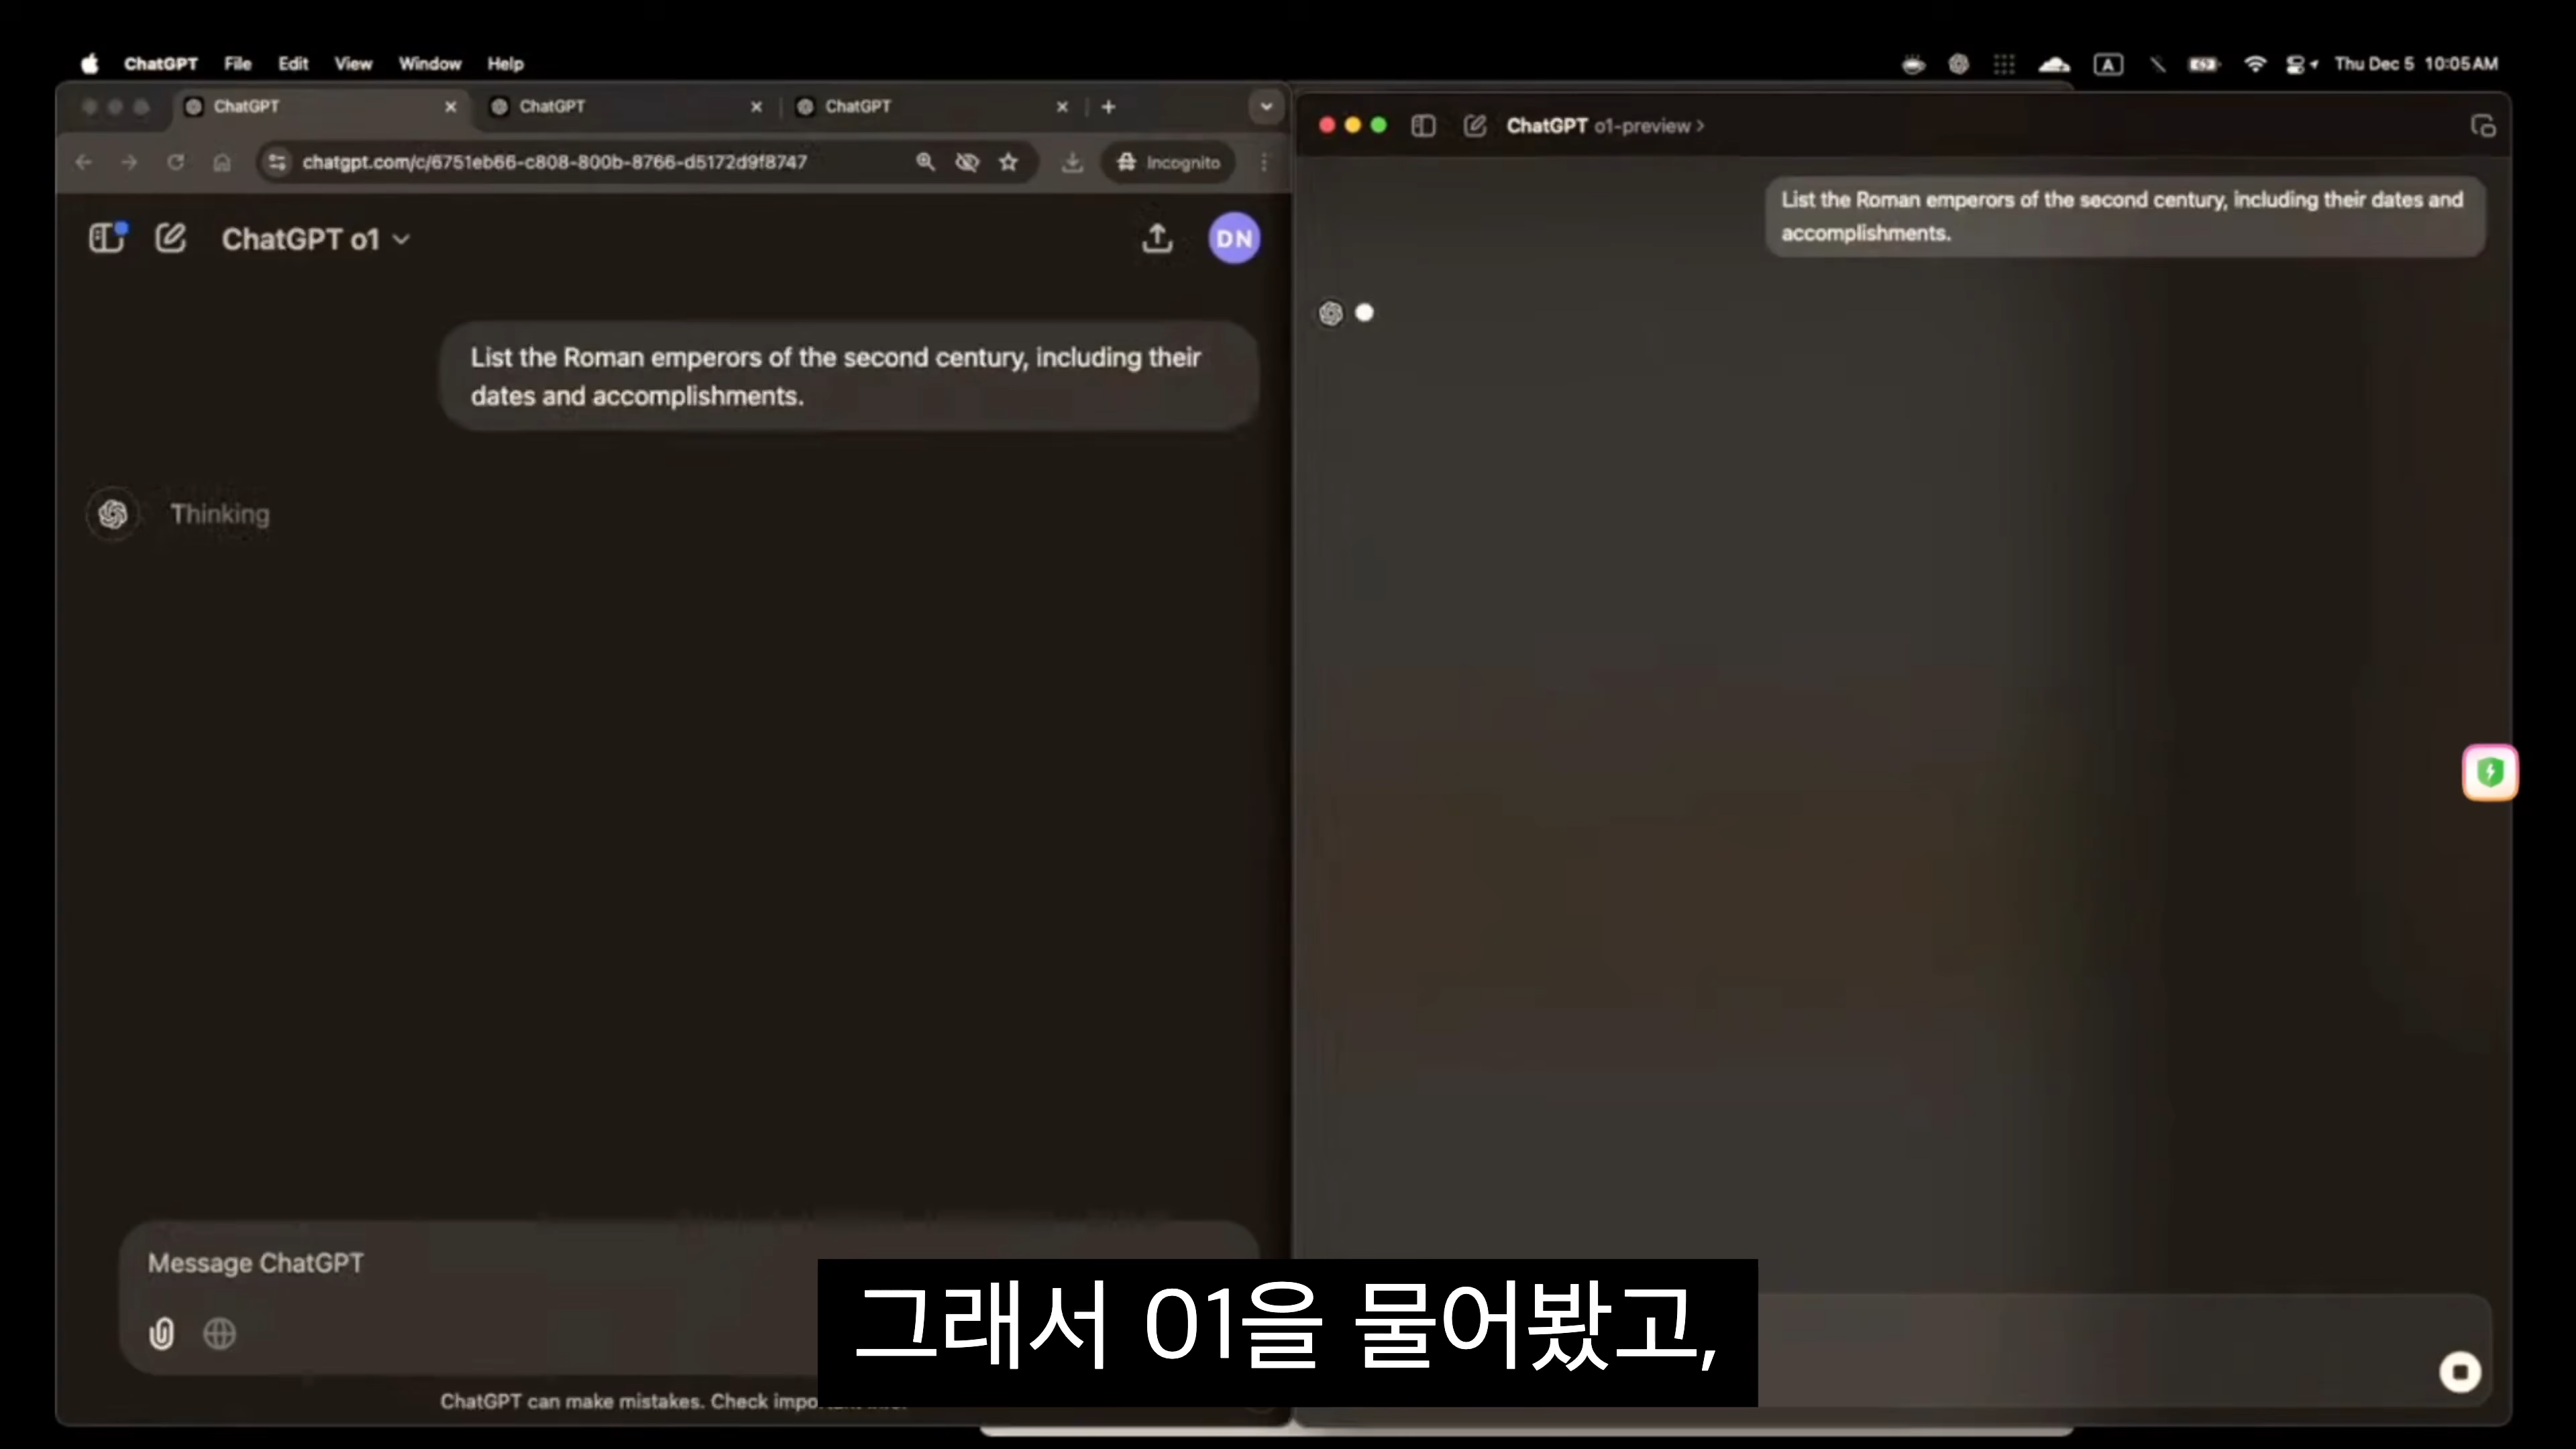 ChatGPT File Edit View Window Help
A
Thu Dec 5 10:05 AM
ChatGPT
ChatGPT
ChatGPT
chatgpt.com/c/6751eb66-c808-800b-8766-d5172d9f8747
Incognito
ChatGPT o1
DN
List the Roman emperors of the second century, including their
dates and accomplishments.
Thinking
Message ChatGPT
ChatGPT can make mistakes. Check
ChatGPT o1-preview >
List the Roman emperors of the second century, including their dates and
accomplishments.
그래서 O1을 물어봤고,